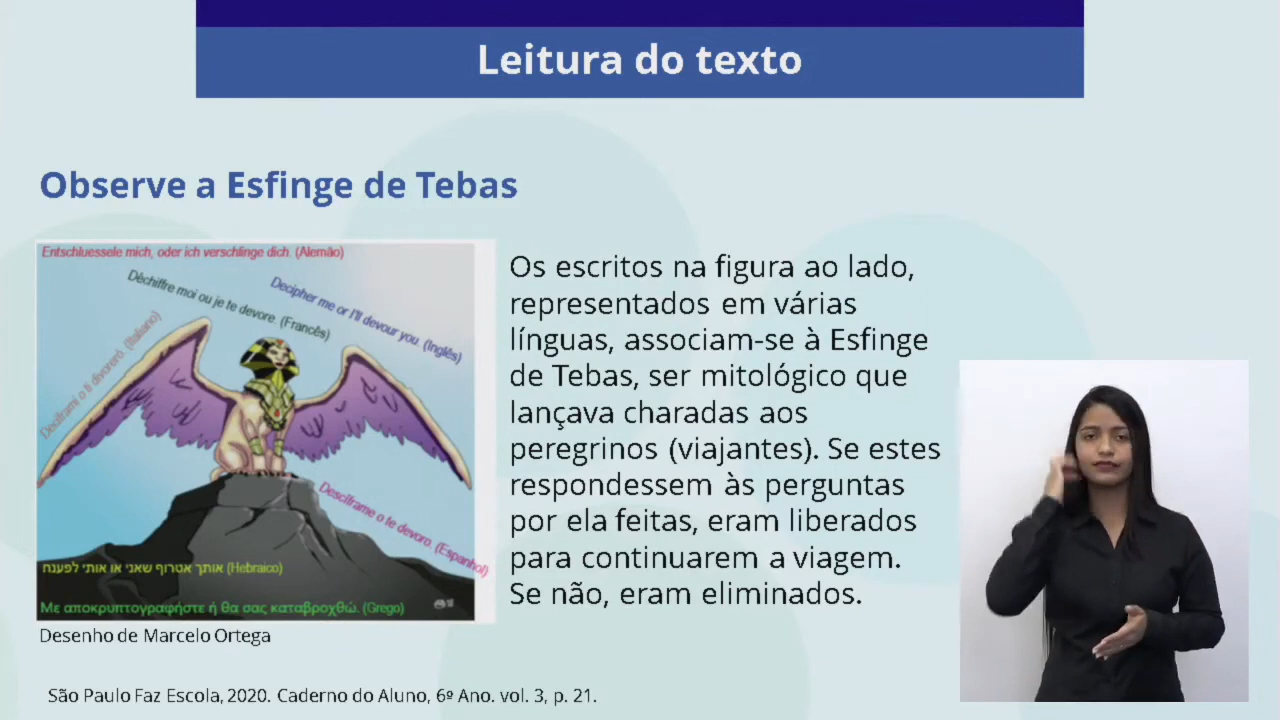 Leitura do texto
Observe a Esfinge de Tebas
Entschluessele mich, oder ich verschlinge dich. (Alemão)
Déchiffre moi ou je te devore. (Francês)
Decipher me or I'll devour you. (Inglês)
Deciframi o ti divorerò. (Italiano)
Descíframe o te devoro. (Espanhol)
אותך אטרוף שאני או אותי לפענח (Hebraico)
Με αποκρυπτογραφήστε ή θα σας καταβροχθώ. (Grego)
Desenho de Marcelo Ortega
Os escritos na figura ao lado,
representados em várias
línguas, associam-se à Esfinge
de Tebas, ser mitológico que
lançava charadas aos
peregrinos (viajantes). Se estes
respondessem às perguntas
por ela feitas, eram liberados
para continuarem a viagem.
Se não, eram eliminados.
São Paulo Faz Escola, 2020. Caderno do Aluno, 6º Ano. vol. 3, p. 21.